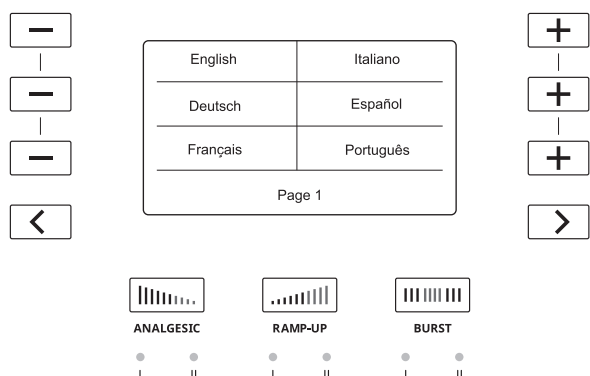 English Italiano
Deutsch Español
Français Português
Page 1
ANALGESIC RAMP-UP BURST
I II I II I II